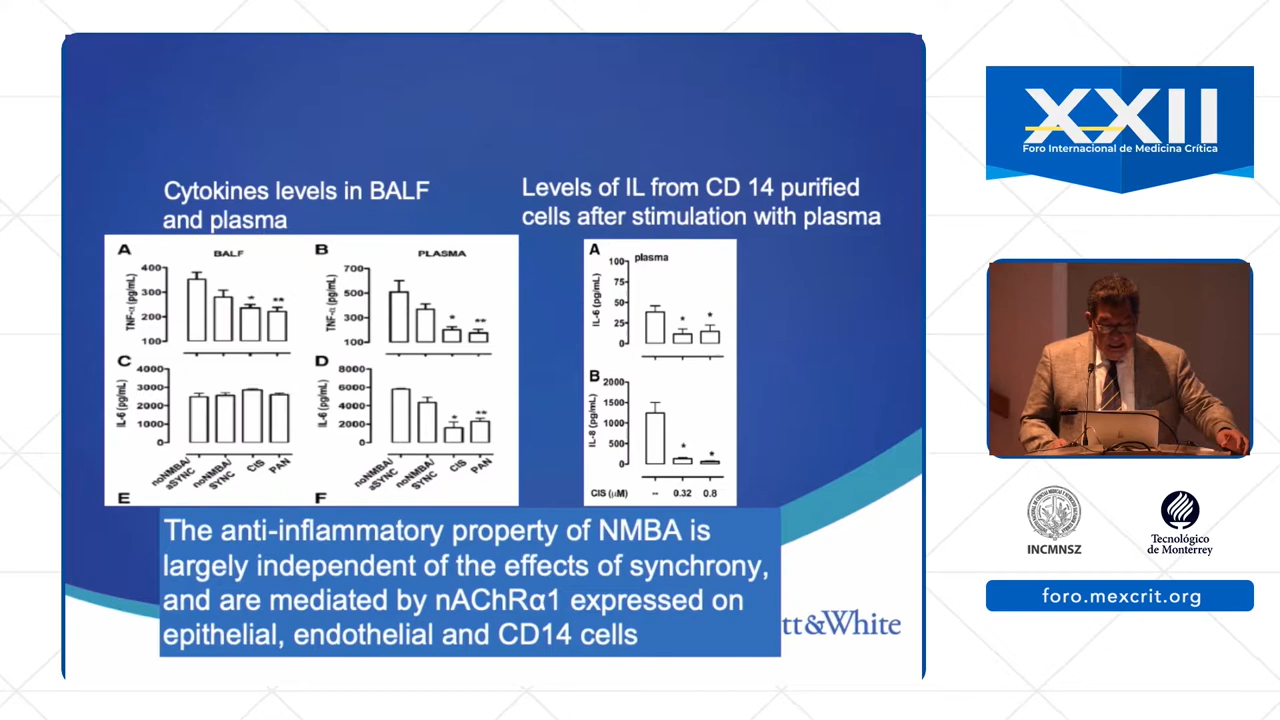 Cytokines levels in BALF
and plasma
Levels of IL from CD 14 purified
cells after stimulation with plasma
A
BALF
TNF-α (pg/mL)
400
300
200
100
*
**
B
PLASMA
TNF-α (pg/mL)
700
500
300
100
*
**
C
IL-6 (pg/mL)
4000
3000
2000
1000
0
noNMBA/
aSYNC
noNMBA/
SYNC
CIS
PAN
D
IL-6 (pg/mL)
8000
6000
4000
2000
0
*
**
noNMBA/
aSYNC
noNMBA/
SYNC
CIS
PAN
E
F
A
plasma
IL-6 (pg/mL)
100
75
50
25
0
*
*
B
IL-8 (pg/mL)
2000
1500
1000
500
0
*
*
CIS (μM)
--
0.32
0.8
The anti-inflammatory property of NMBA is
largely independent of the effects of synchrony,
and are mediated by nAChRα1 expressed on
epithelial, endothelial and CD14 cells
tt&White
XXII
Foro Internacional de Medicina Crítica
INCMNSZ
Tecnológico
de Monterrey
foro.mexcrit.org